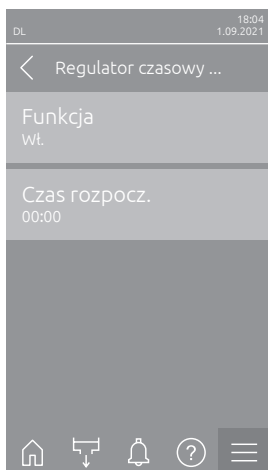 18:04
DL 1.09.2021
Regulator czasowy ...
Funkcja
Wł.
Czas rozpocz.
00:00
?